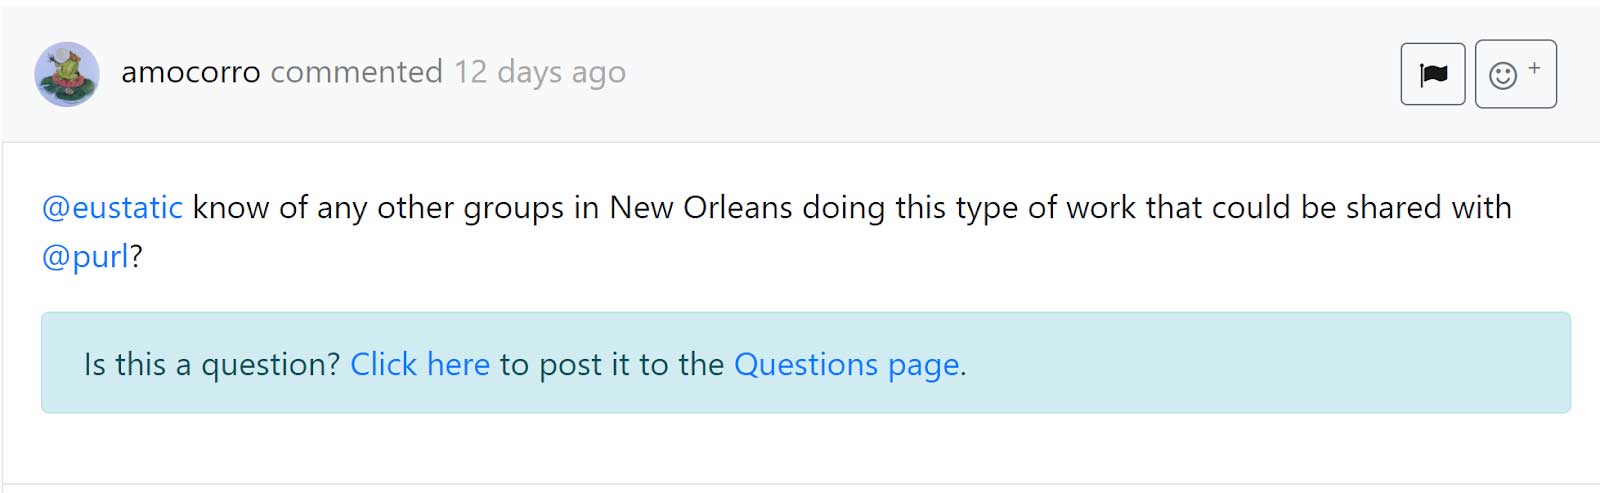 amocorro commented 12 days ago
@eustatic know of any other groups in New Orleans doing this type of work that could be shared with
@purl?
Is this a question? Click here to post it to the Questions page.